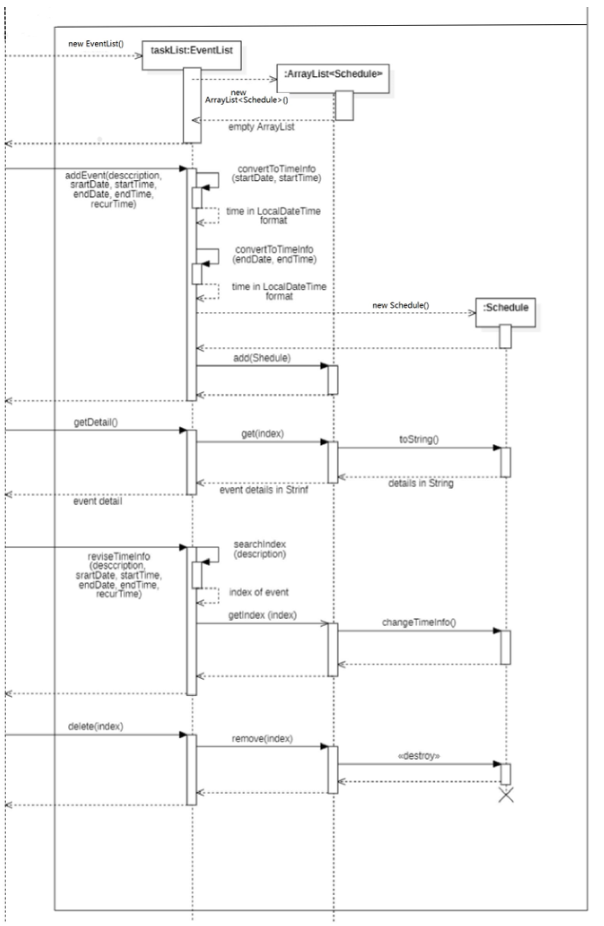 new EventList()
taskList:EventList
:ArrayList<Schedule>
new
ArrayList<Schedule>()
empty ArrayList
addEvent(desccription,
srartDate, startTime,
endDate, endTime,
recurTime)
convertToTimeInfo
(startDate, startTime)
time in LocalDateTime
format
convertToTimeInfo
(endDate, endTime)
time in LocalDateTime
format
new Schedule()
:Schedule
add(Shedule)
getDetail()
get(index)
toString()
event details in Strinf
details in String
event detail
reviseTimeInfo
(desccription,
srartDate, startTime,
endDate, endTime,
recurTime)
searchIndex
(description)
index of event
getIndex (index)
changeTimeInfo()
delete(index)
remove(index)
«destroy»